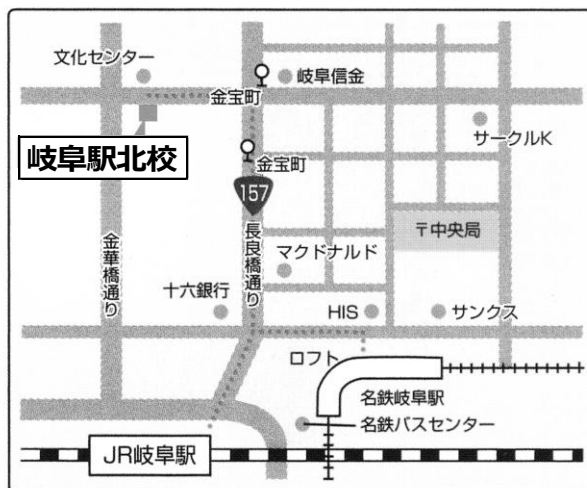 文化センター
岐阜信金
金宝町
サークルK
岐阜駅北校
金宝町
157
〒中央局
金華橋通り
長良橋通り
マクドナルド
十六銀行
HIS
サンクス
ロフト
名鉄岐阜駅
名鉄バスセンター
JR岐阜駅